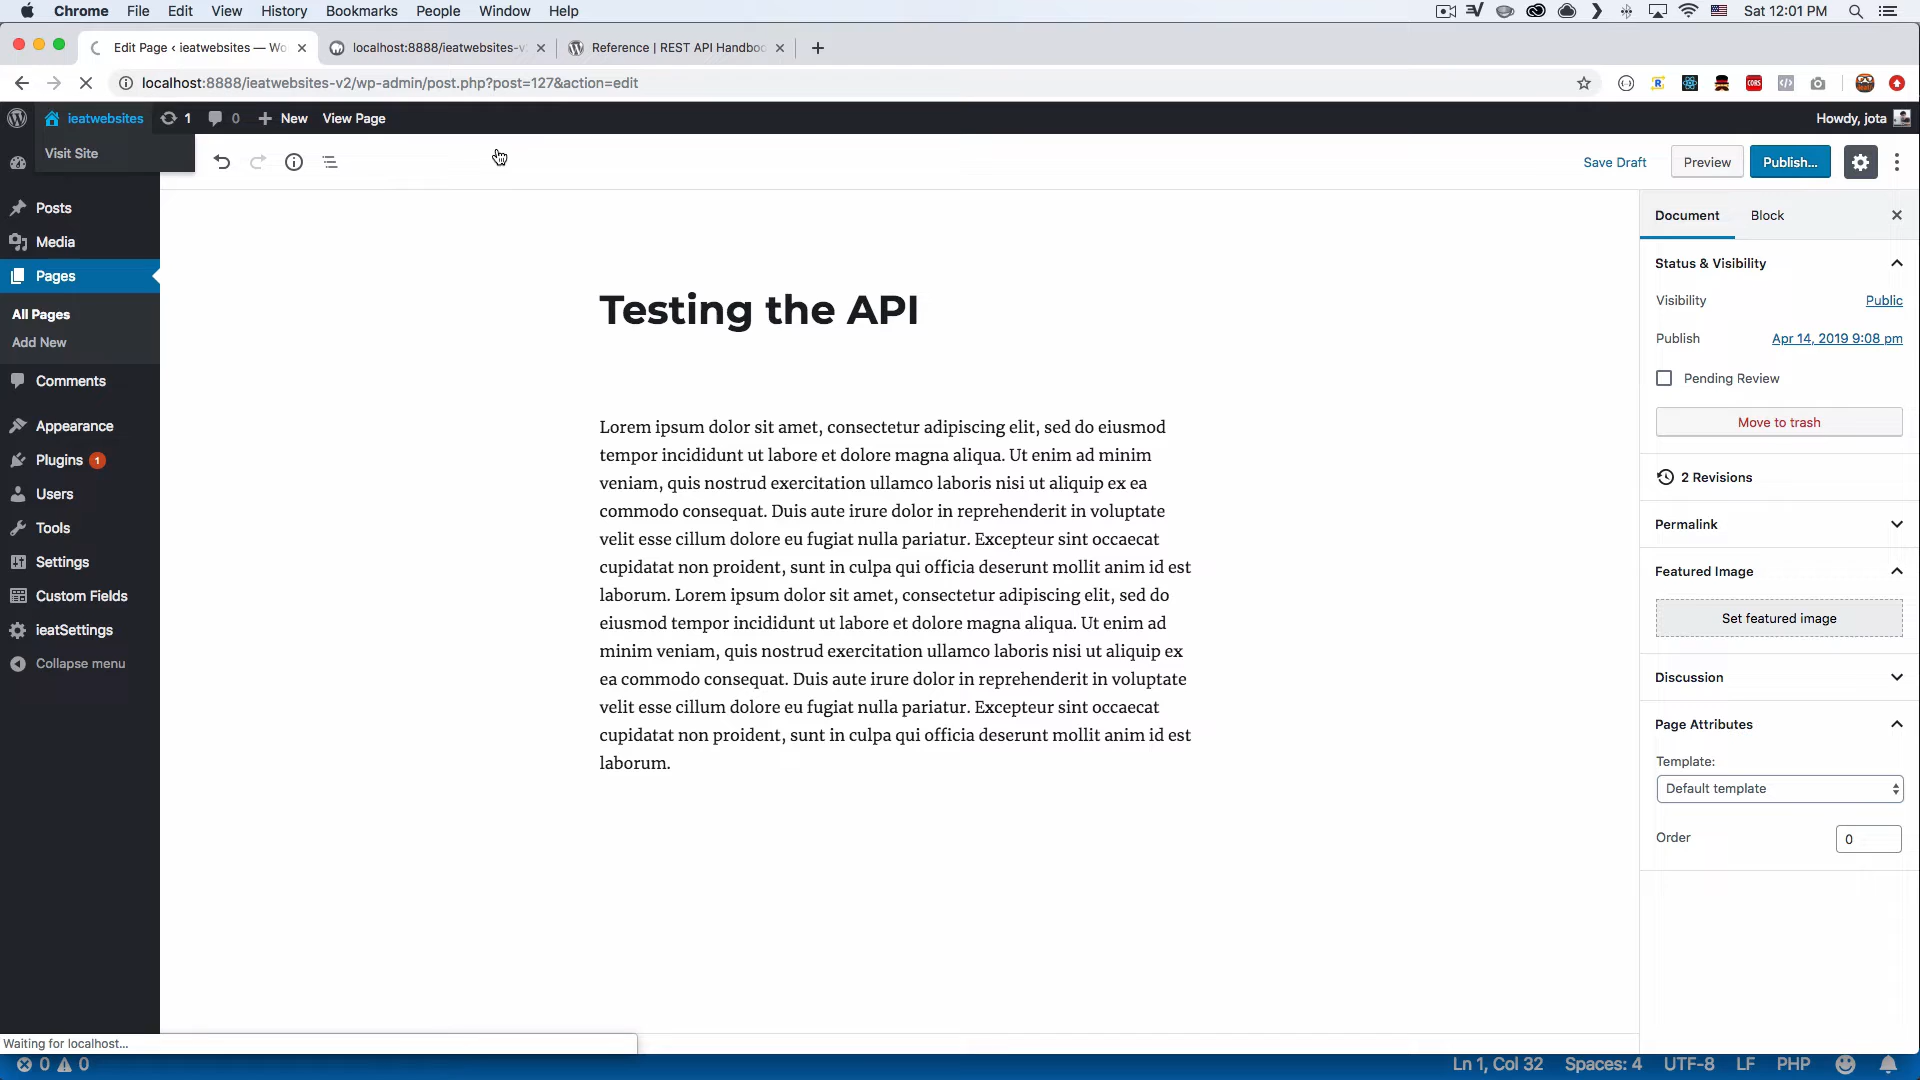 Chrome File Edit View History Bookmarks People Window Help Sat 12:01 PM
Edit Page ‹ ieatwebsites — Wo localhost:8888/ieatwebsites-v Reference | REST API Handboo
localhost:8888/ieatwebsites-v2/wp-admin/post.php?post=127&action=edit CORS
ieatwebsites 1 0 New View Page Howdy, jota
Visit Site
Save Draft Preview Publish...
Posts
Media
Pages
All Pages
Add New
Comments
Appearance
Plugins 1
Users
Tools
Settings
Custom Fields
ieatSettings
Collapse menu
Testing the API
Lorem ipsum dolor sit amet, consectetur adipiscing elit, sed do eiusmod
tempor incididunt ut labore et dolore magna aliqua. Ut enim ad minim
veniam, quis nostrud exercitation ullamco laboris nisi ut aliquip ex ea
commodo consequat. Duis aute irure dolor in reprehenderit in voluptate
velit esse cillum dolore eu fugiat nulla pariatur. Excepteur sint occaecat
cupidatat non proident, sunt in culpa qui officia deserunt mollit anim id est
laborum. Lorem ipsum dolor sit amet, consectetur adipiscing elit, sed do
eiusmod tempor incididunt ut labore et dolore magna aliqua. Ut enim ad
minim veniam, quis nostrud exercitation ullamco laboris nisi ut aliquip ex
ea commodo consequat. Duis aute irure dolor in reprehenderit in voluptate
velit esse cillum dolore eu fugiat nulla pariatur. Excepteur sint occaecat
cupidatat non proident, sunt in culpa qui officia deserunt mollit anim id est
laborum.
Document Block
Status & Visibility
Visibility Public
Publish Apr 14, 2019 9:08 pm
Pending Review
Move to trash
2 Revisions
Permalink
Featured Image
Set featured image
Discussion
Page Attributes
Template:
Default template
Order 0
Waiting for localhost...
0 0 Ln 1, Col 32 Spaces: 4 UTF-8 LF PHP